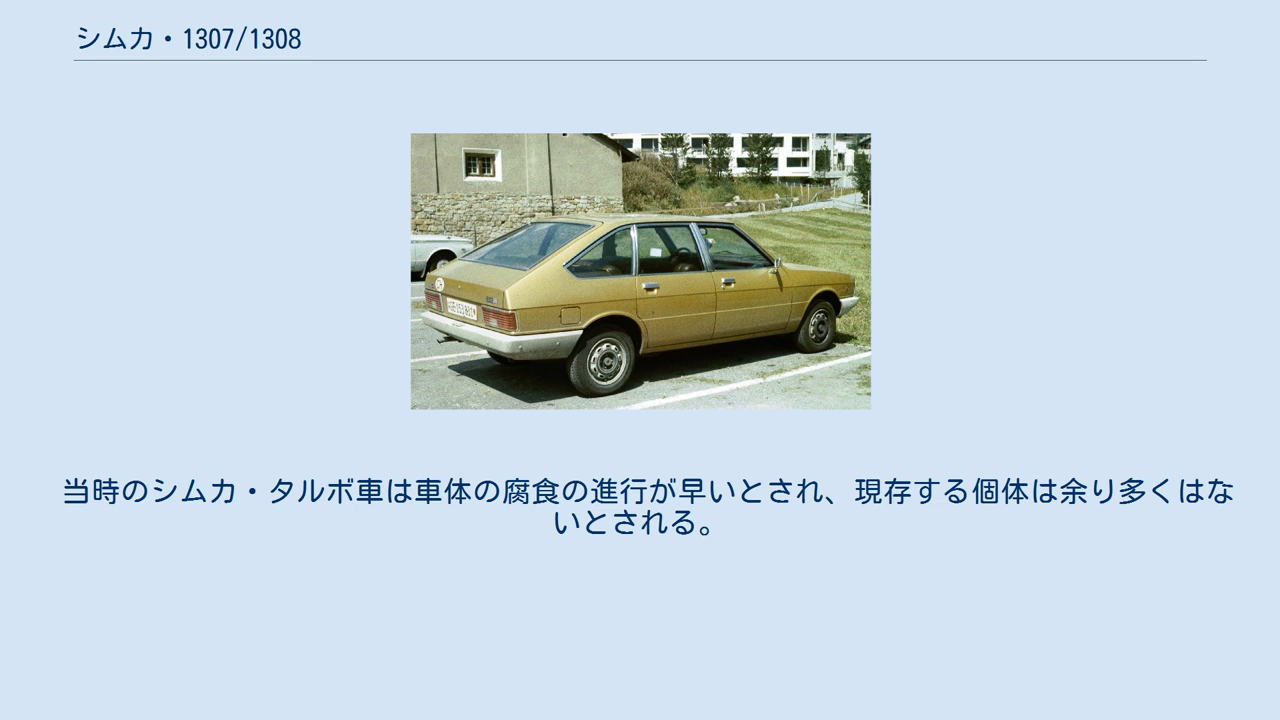 シムカ・1307/1308
当時のシムカ・タルボ車は車体の腐食の進行が早いとされ、現存する個体は余り多くはな
いとされる。